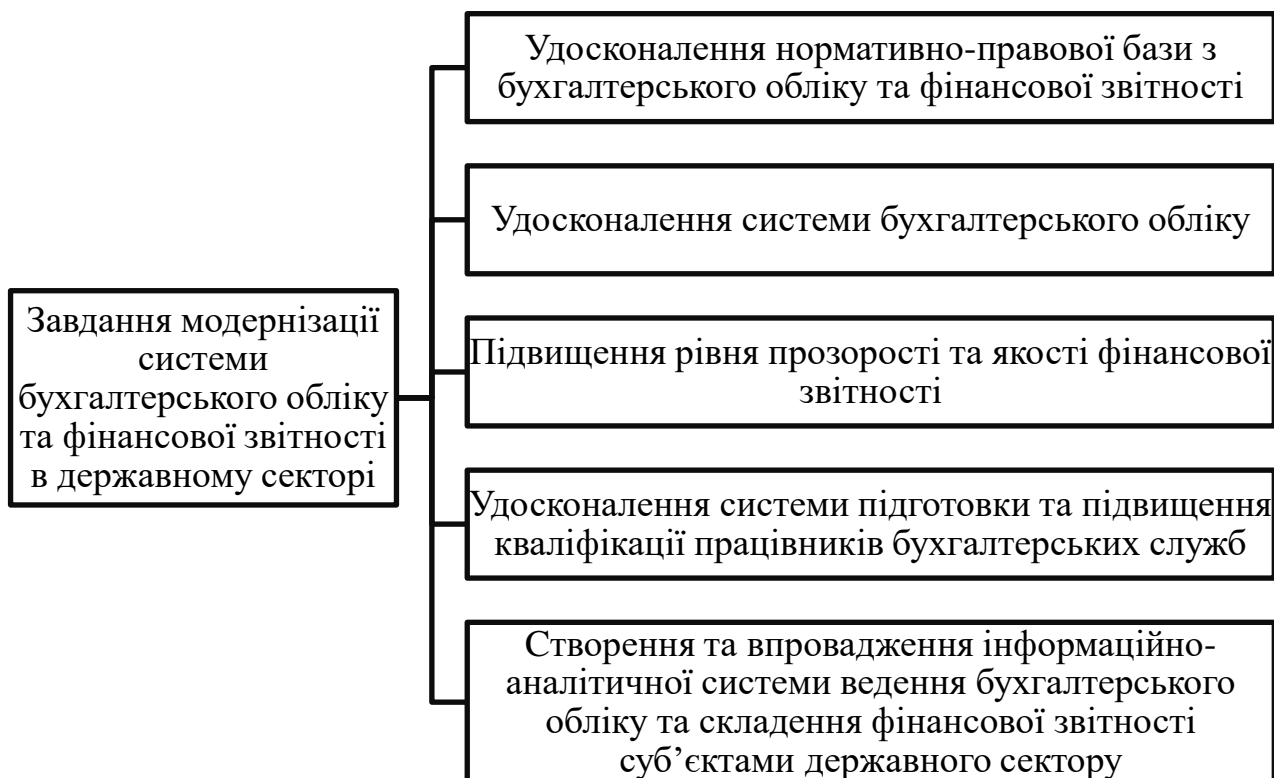 Удосконалення нормативно-правової бази з
бухгалтерського обліку та фінансової звітності
Удосконалення системи бухгалтерського обліку
Завдання модернізації
системи
бухгалтерського обліку
та фінансової звітності
в державному секторі
Підвищення рівня прозорості та якості фінансової
звітності
Удосконалення системи підготовки та підвищення
кваліфікації працівників бухгалтерських служб
Створення та впровадження інформаційно-
аналітичної системи ведення бухгалтерського
обліку та складення фінансової звітності
суб’єктами державного сектору